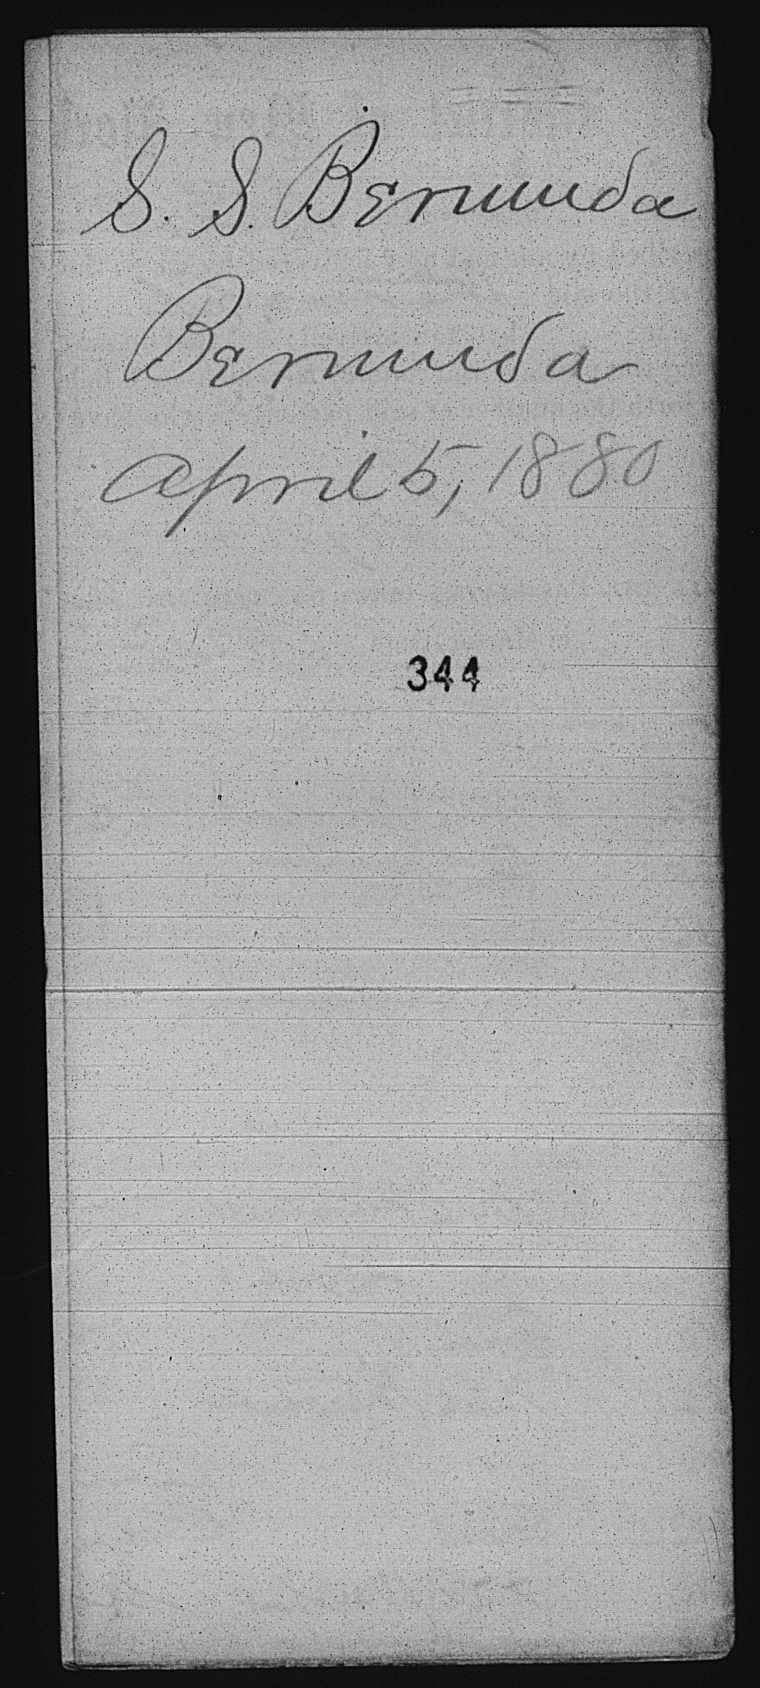 S. S. Bermuda
Bermuda
April 5, 1880
344